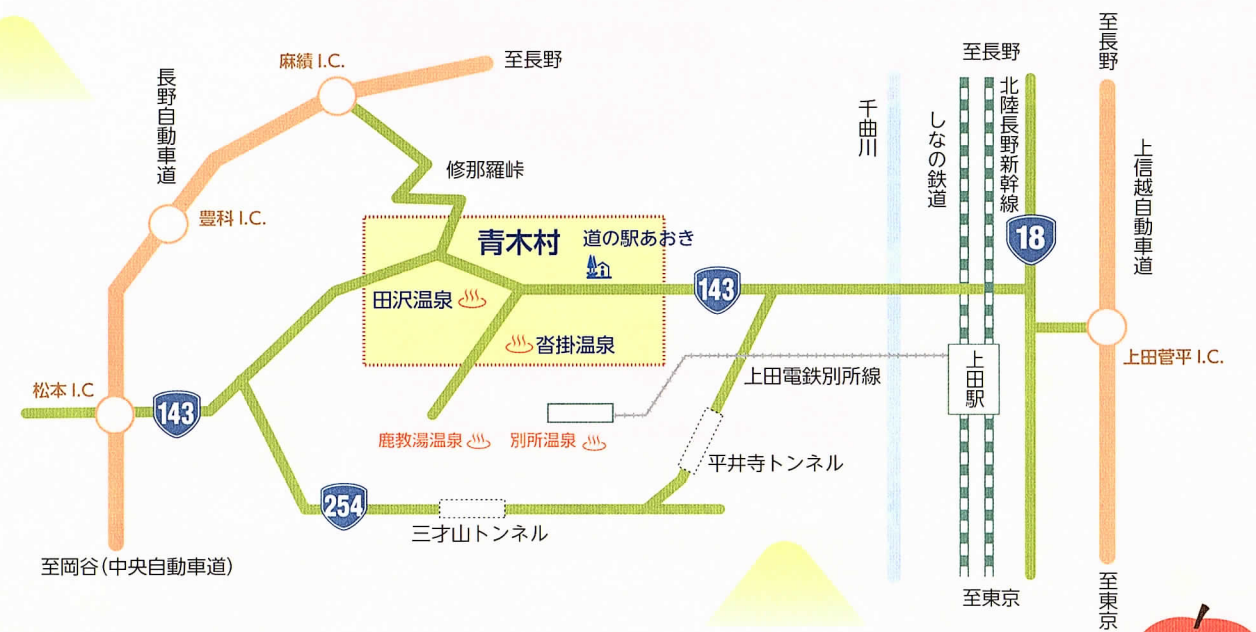 至長野
至長野
麻績 I.C.
至長野
長野自動車道
千曲川
しなの鉄道
北陸長野新幹線
上信越自動車道
修那羅峠
豊科 I.C.
青木村
道の駅あおき
18
田沢温泉
143
沓掛温泉
上田菅平 I.C.
上田電鉄別所線
上田駅
松本 I.C
143
鹿教湯温泉
別所温泉
平井寺トンネル
254
三才山トンネル
至岡谷(中央自動車道)
至東京
至東京